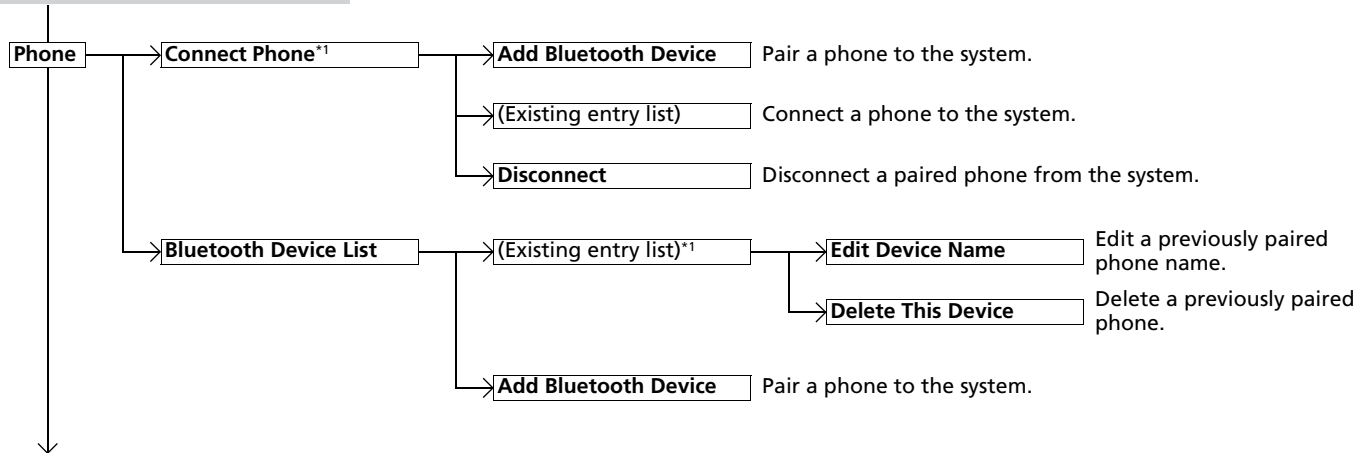 Phone
Connect Phone*1
Add Bluetooth Device
Pair a phone to the system.
(Existing entry list)
Connect a phone to the system.
Disconnect
Disconnect a paired phone from the system.
Bluetooth Device List
(Existing entry list)*1
Edit Device Name
Edit a previously paired
phone name.
Delete This Device
Delete a previously paired
phone.
Add Bluetooth Device
Pair a phone to the system.